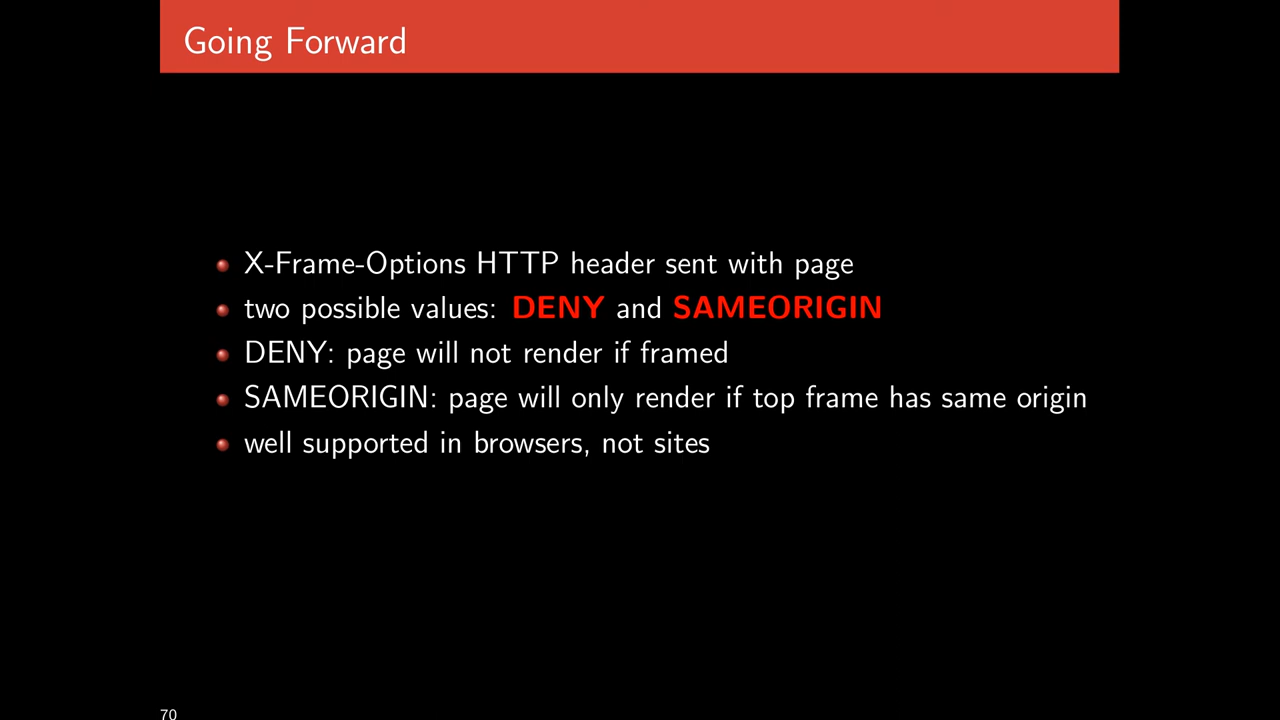 Going Forward
X-Frame-Options HTTP header sent with page
two possible values: DENY and SAMEORIGIN
DENY: page will not render if framed
SAMEORIGIN: page will only render if top frame has same origin
well supported in browsers, not sites
70